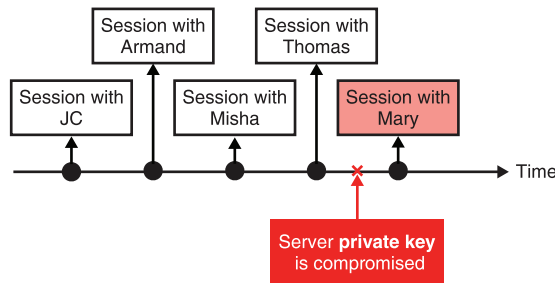 Session with
Armand
Session with
Thomas
Session with
JC
Session with
Misha
Session with
Mary
Time
Server private key
is compromised